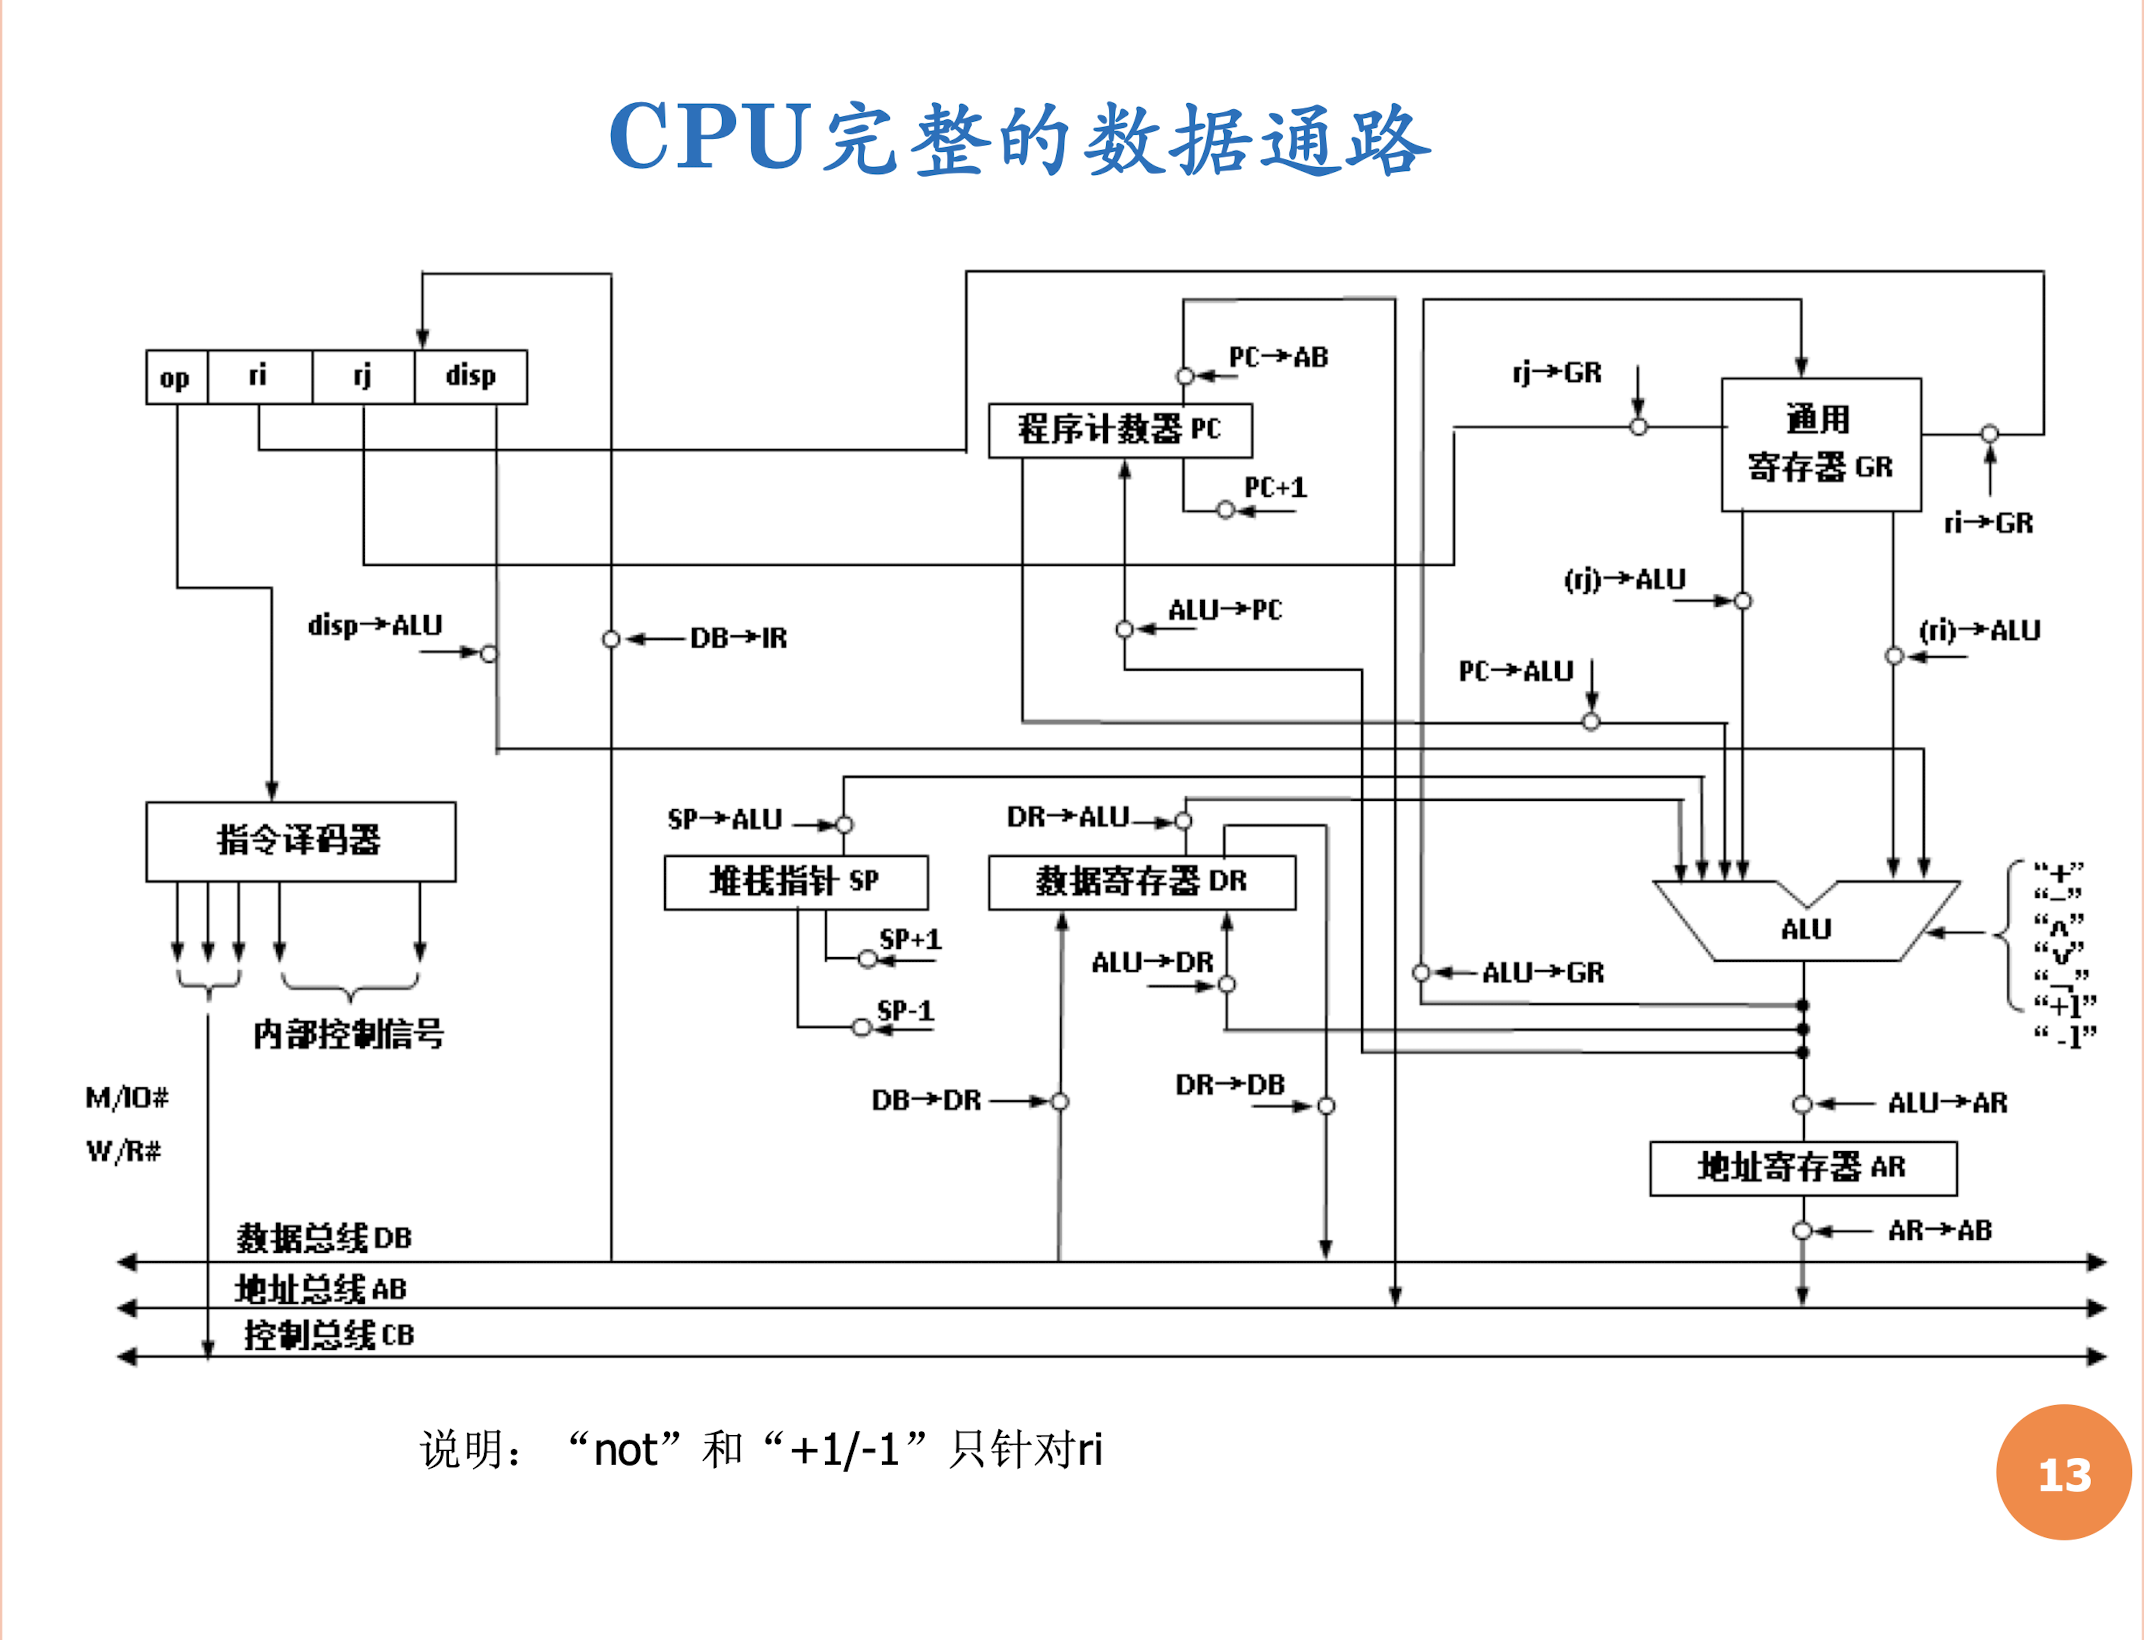 CPU完整的数据通路
op ri rj disp
PC→AB
rj→GR
程序计数器 PC
通用
寄存器 GR
PC+1
ri→GR
(rj)→ALU
disp→ALU
DB→IR
ALU→PC
(ri)→ALU
PC→ALU
指令译码器
SP→ALU
DR→ALU
堆栈指针 SP
数据寄存器 DR
ALU
“+”
“−”
“∧”
“∨”
“¬”
“+1”
“-1”
SP+1
ALU→DR
ALU→GR
SP-1
内部控制信号
M/IO#
W/R#
DB→DR
DR→DB
ALU→AR
地址寄存器 AR
AR→AB
数据总线 DB
地址总线 AB
控制总线 CB
说明：“not”和“+1/-1”只针对ri
13